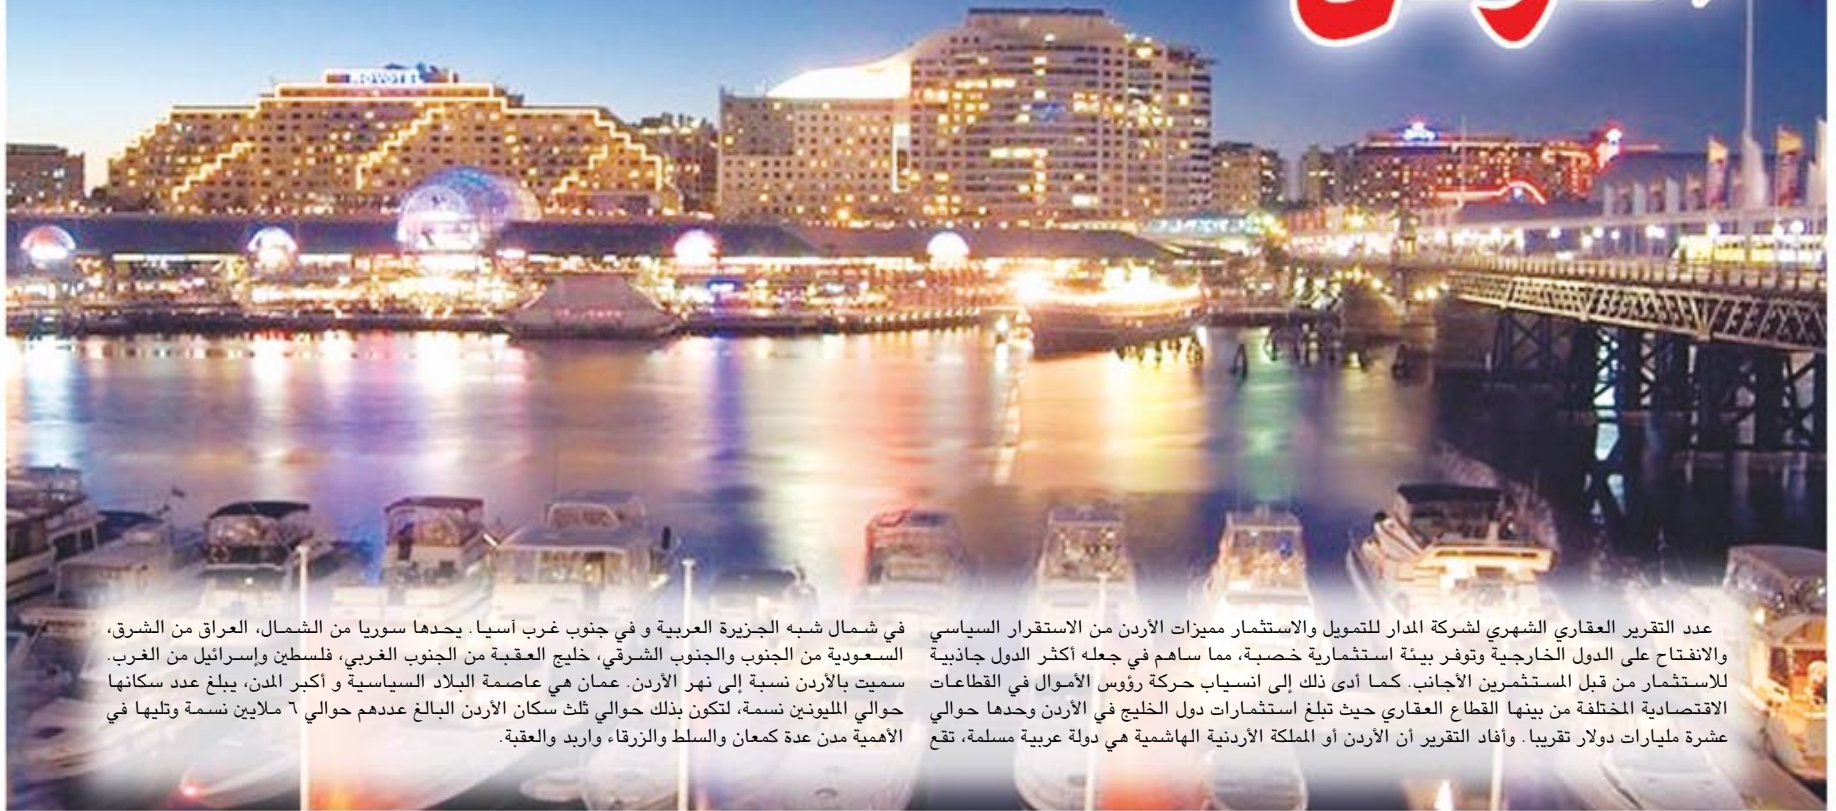 NOVOTEL
عدد التقرير العقاري الشهري لشركة المدار للتمويل والاستثمار مميزات الأردن من الاستقرار السياسي
والانفتاح على الدول الخارجية وتوفر بيئة استثمارية خصبة، مما ساهم في جعله أكثر الدول جاذبية
للاستثمار من قبل المستثمرين الأجانب. كما أدى ذلك إلى انسياب حركة رؤوس الأموال في القطاعات
الاقتصادية المختلفة من بينها القطاع العقاري حيث تبلغ استثمارات دول الخليج في الأردن وحدها حوالي
عشرة مليارات دولار تقريبا. وأفاد التقرير أن الأردن أو المملكة الأردنية الهاشمية هي دولة عربية مسلمة، تقع
في شمال شبه الجزيرة العربية و في جنوب غرب آسيا. يحدها سوريا من الشمال، العراق من الشرق،
السعودية من الجنوب والجنوب الشرقي، خليج العقبة من الجنوب الغربي، فلسطين وإسرائيل من الغرب.
سميت بالأردن نسبة إلى نهر الأردن. عمان هي عاصمة البلاد السياسية و أكبر المدن، يبلغ عدد سكانها
حوالي المليونين نسمة، لتكون بذلك حوالي ثلث سكان الأردن البالغ عددهم حوالي ٦ ملايين نسمة وتليها في
الأهمية مدن عدة كمعان والسلط والزرقاء واربد والعقبة.